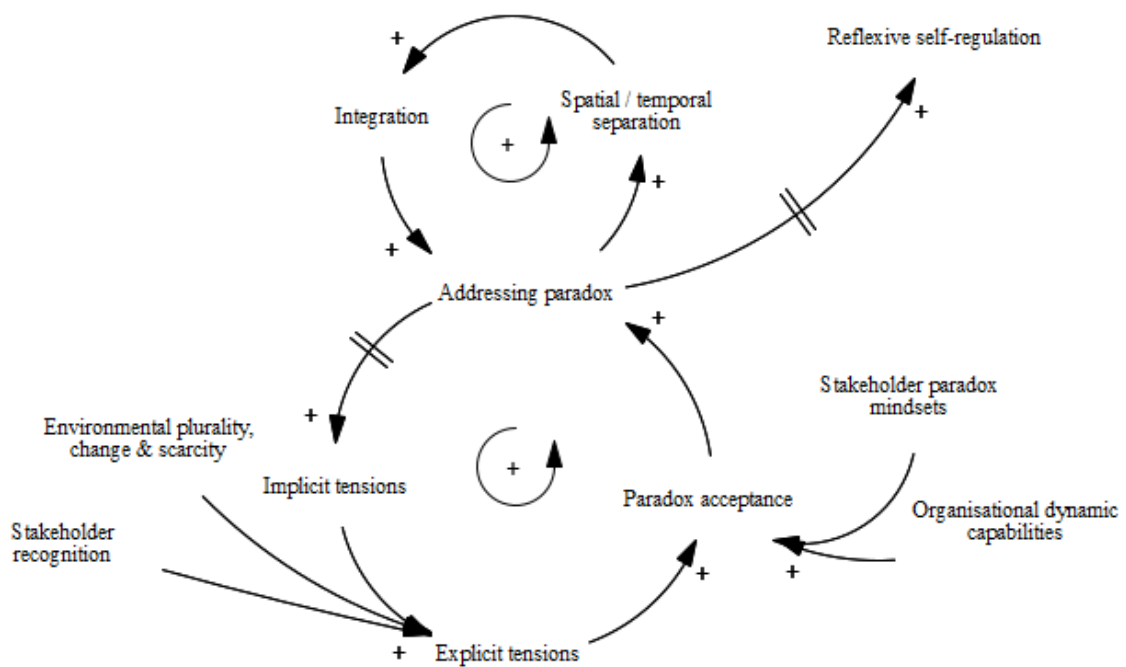 +
Reflexive self-regulation
+
Integration
Spatial / temporal
separation
+
+
+
Addressing paradox
+
Stakeholder paradox
mindsets
+
Environmental plurality,
change & scarcity
+
Implicit tensions
Paradox acceptance
Organisational dynamic
capabilities
Stakeholder
recognition
+
+
+
Explicit tensions